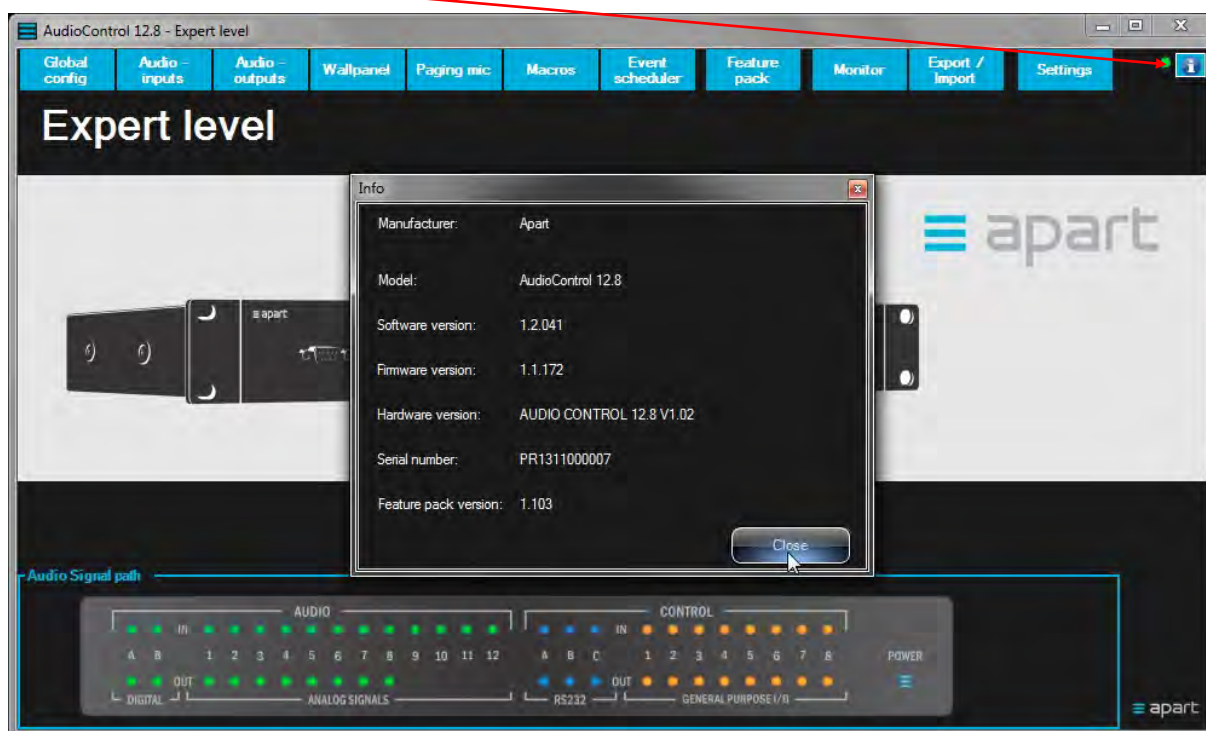 AudioControl 12.8 - Expert level
Global config
Audio – inputs
Audio – outputs
Wallpanel
Paging mic
Macros
Event scheduler
Feature pack
Monitor
Export / Import
Settings
i
Expert level
Info
Manufacturer: Apart
Model: AudioControl 12.8
Software version: 1.2.041
Firmware version: 1.1.172
Hardware version: AUDIO CONTROL 12.8 V1.02
Serial number: PR1311000007
Feature pack version: 1.103
Close
apart
apart
Audio Signal path
AUDIO CONTROL
IN IN
A B 1 2 3 4 5 6 7 8 9 10 11 12 A B C 1 2 3 4 5 6 7 8 POWER
OUT OUT
DIGITAL ANALOG SIGNALS RS232 GENERAL PURPOSE I/O
apart